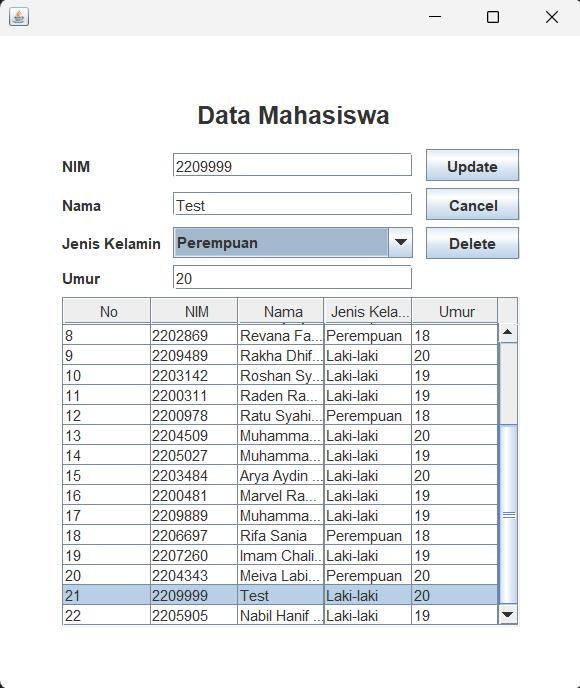 Data Mahasiswa
NIM 2209999 Update
Nama Test Cancel
Jenis Kelamin Perempuan Delete
Umur 20
No NIM Nama Jenis Kela... Umur
8 2202869 Revana Fa... Perempuan 18
9 2209489 Rakha Dhif... Laki-laki 20
10 2203142 Roshan Sy... Laki-laki 19
11 2200311 Raden Ra... Laki-laki 19
12 2200978 Ratu Syahi... Perempuan 18
13 2204509 Muhamma... Laki-laki 20
14 2205027 Muhamma... Laki-laki 19
15 2203484 Arya Aydin ... Laki-laki 20
16 2200481 Marvel Ra... Laki-laki 19
17 2209889 Muhamma... Laki-laki 19
18 2206697 Rifa Sania Perempuan 18
19 2207260 Imam Chali... Laki-laki 19
20 2204343 Meiva Labi... Perempuan 20
21 2209999 Test Laki-laki 20
22 2205905 Nabil Hanif ... Laki-laki 19